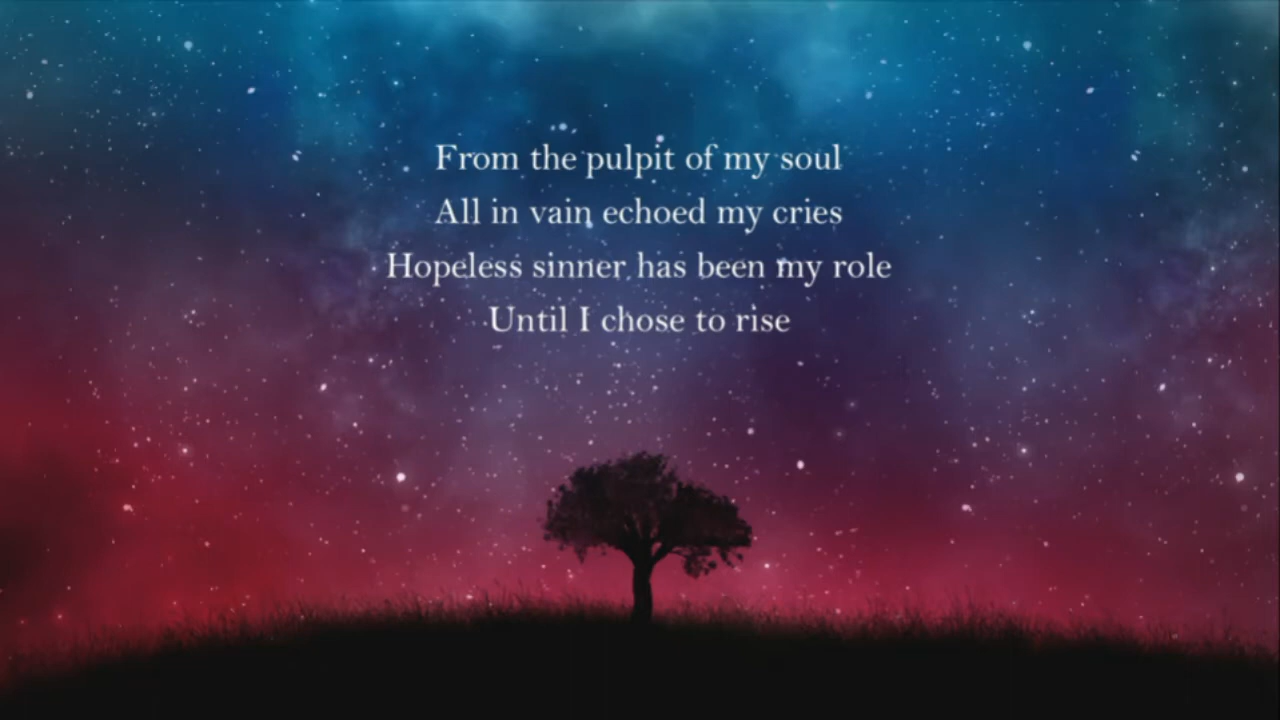 From the pulpit of my soul
All in vain echoed my cries
Hopeless sinner has been my role
Until I chose to rise